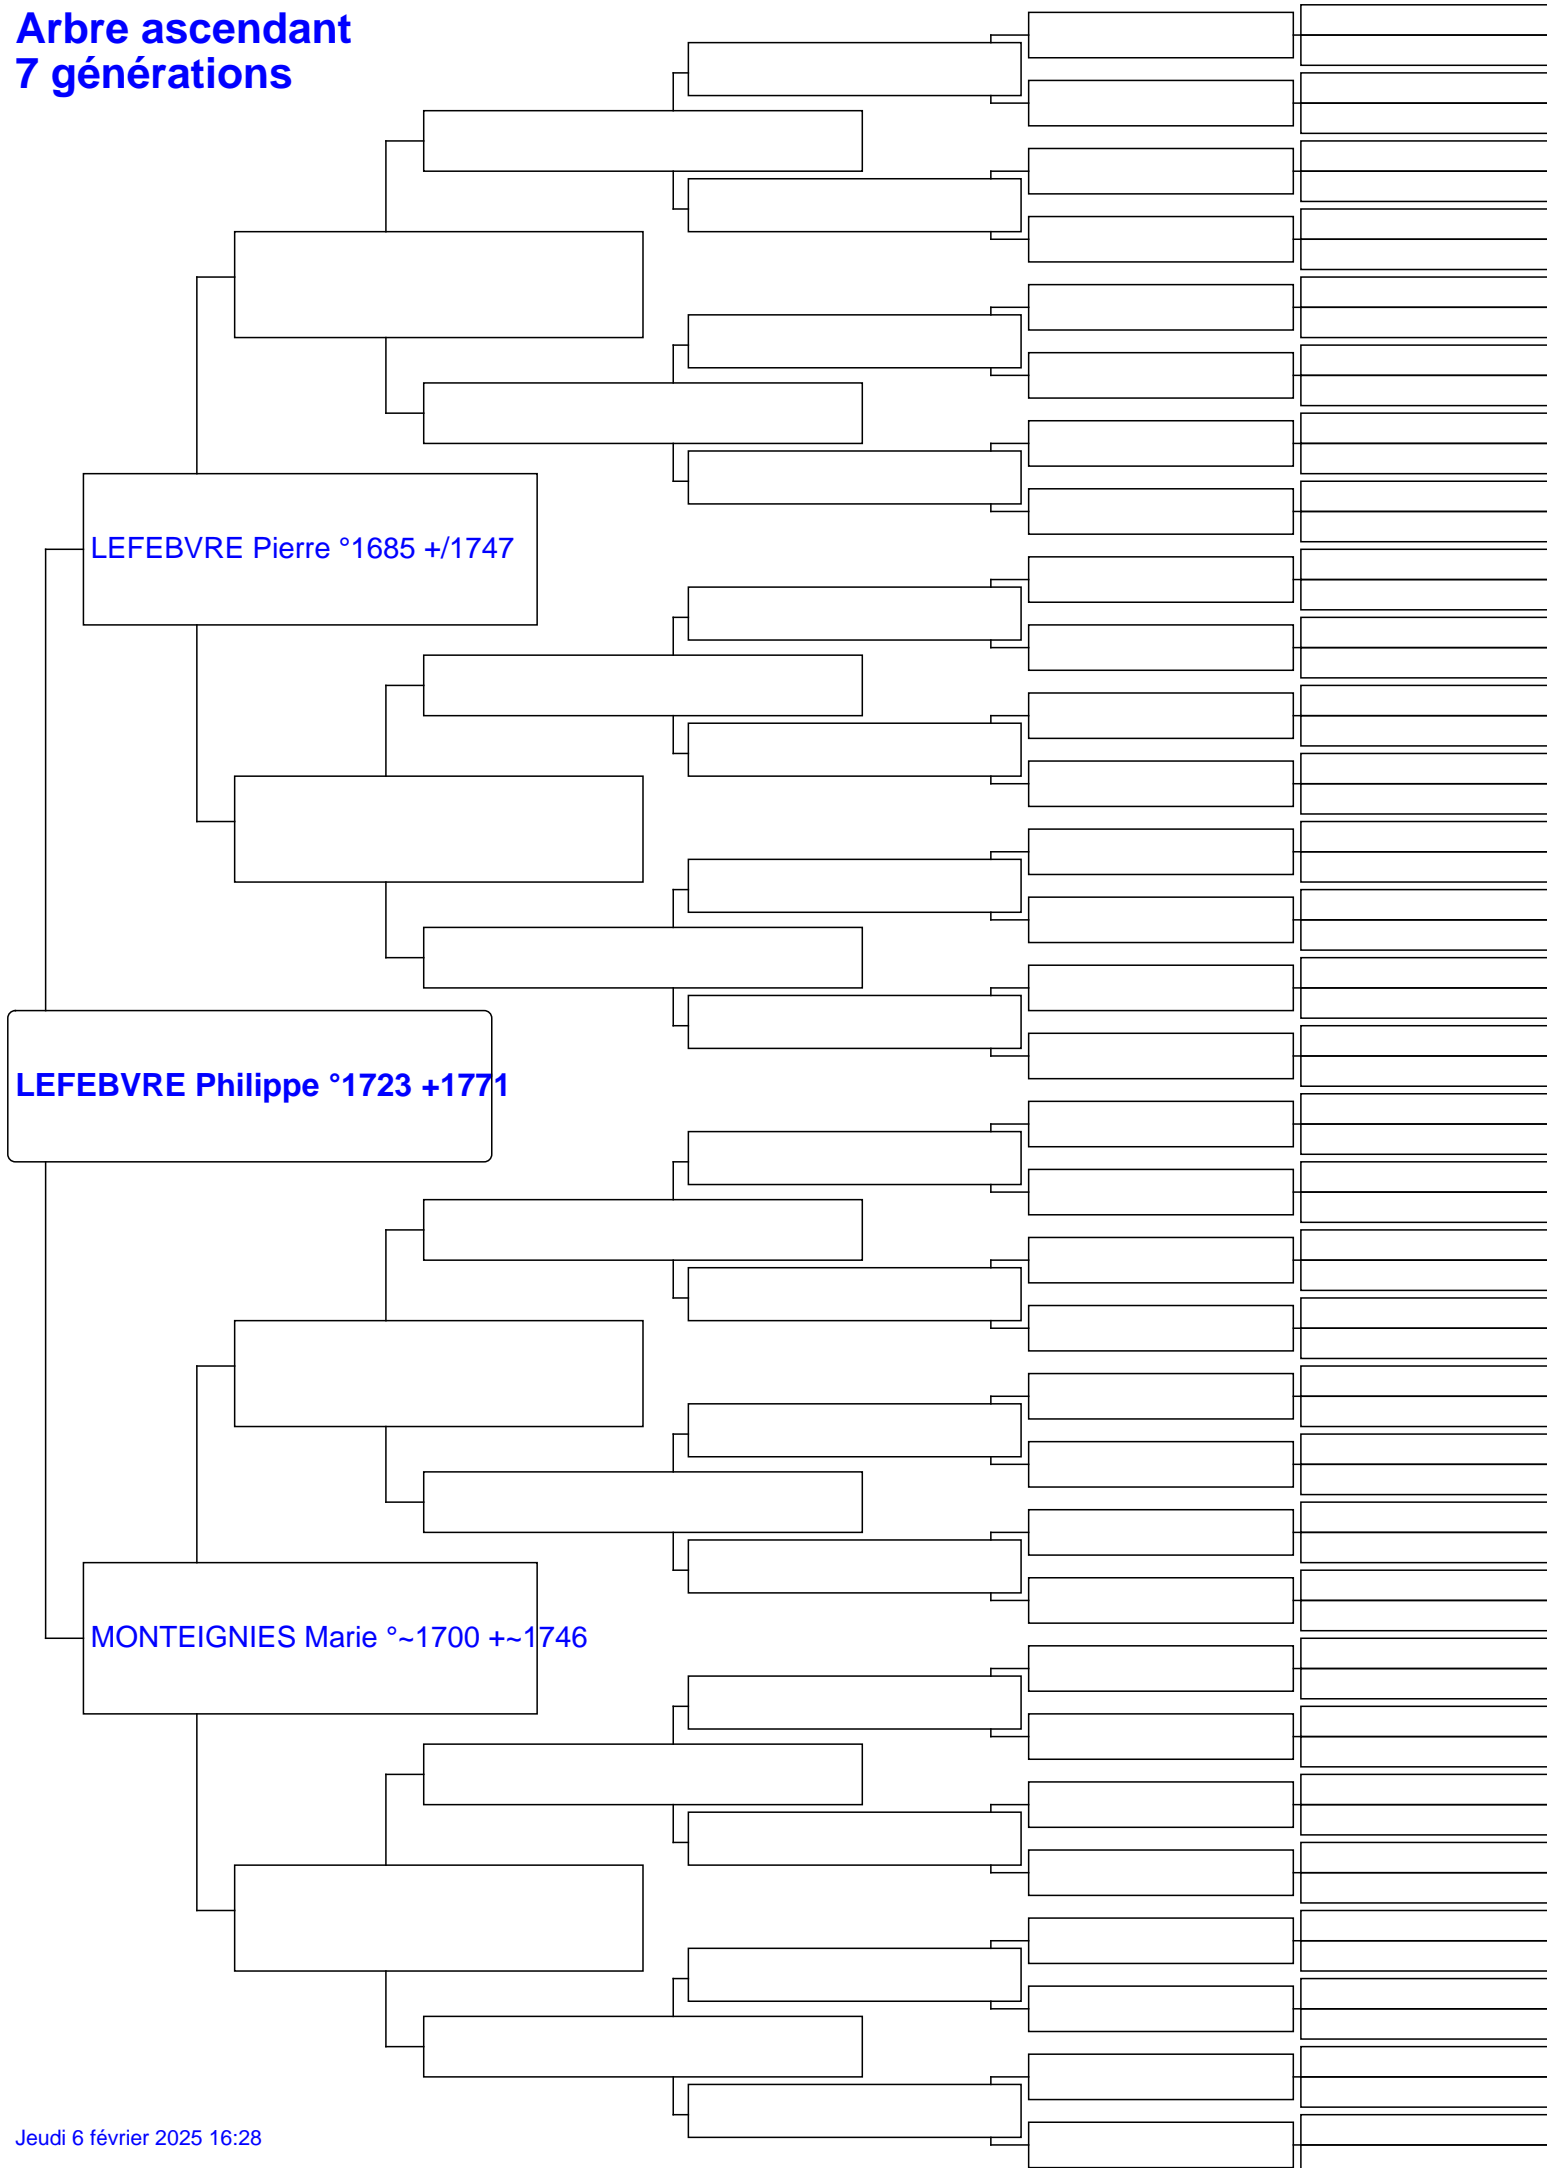 Arbre ascendant
7 générations
LEFEBVRE Pierre °1685 +/1747
LEFEBVRE Philippe °1723 +1771
MONTEIGNIES Marie °~1700 +~1746
Jeudi 6 février 2025 16:28